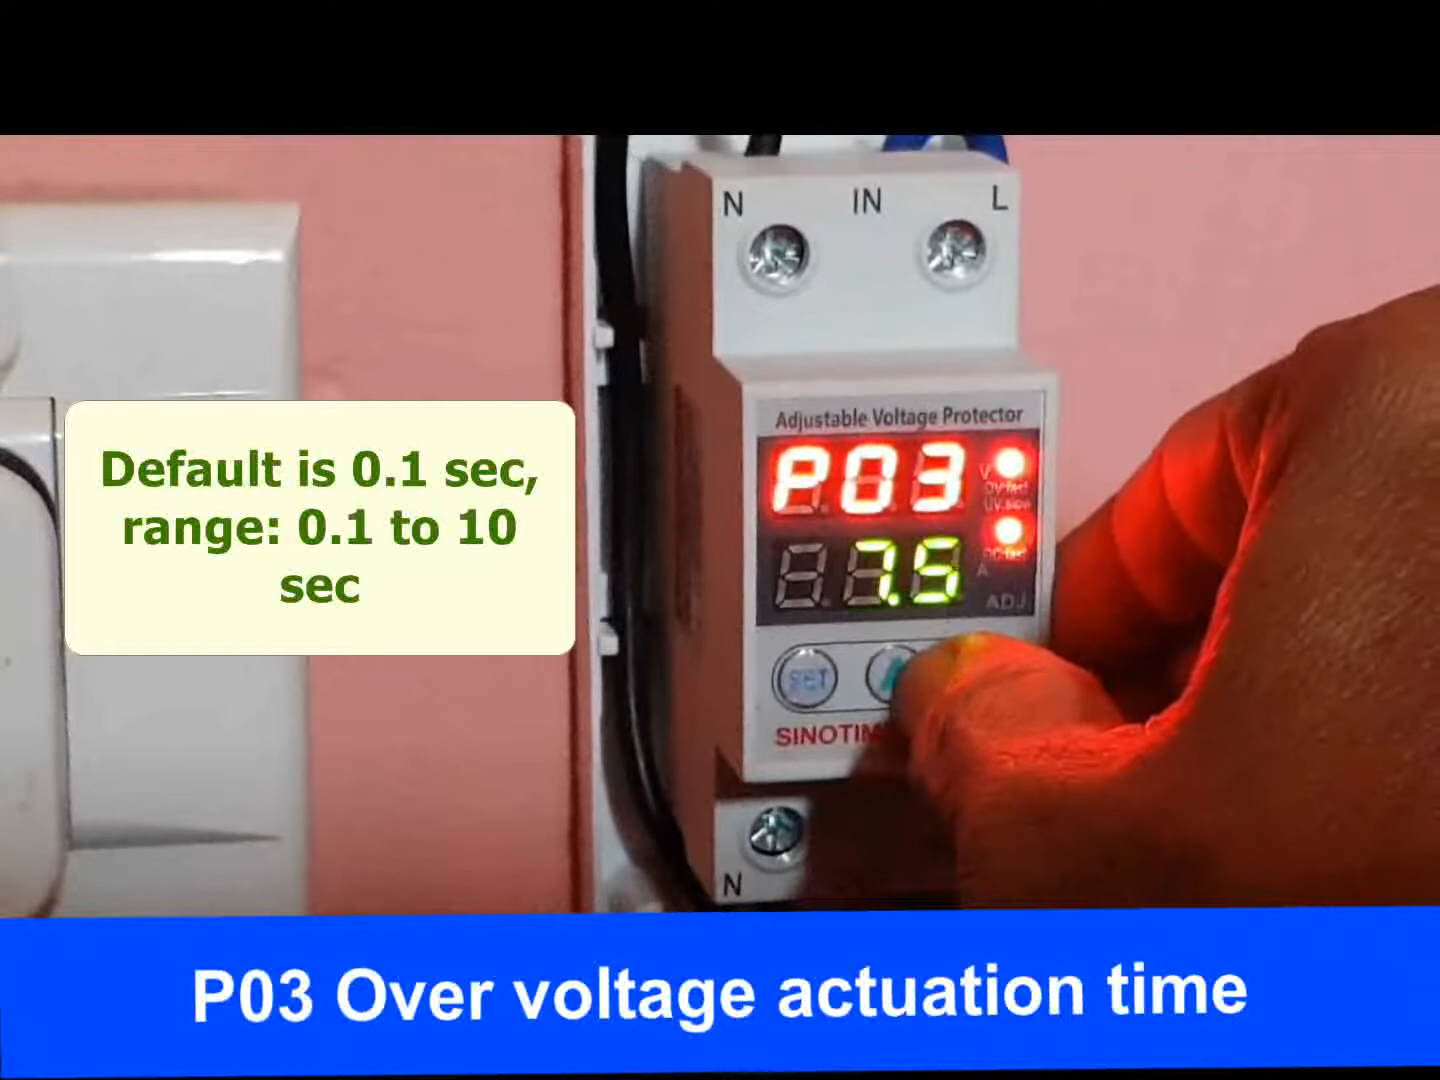 N IN L
Adjustable Voltage Protector
P03
7.5
A
ADJ
SET
N
Default is 0.1 sec,
range: 0.1 to 10
sec
P03 Over voltage actuation time